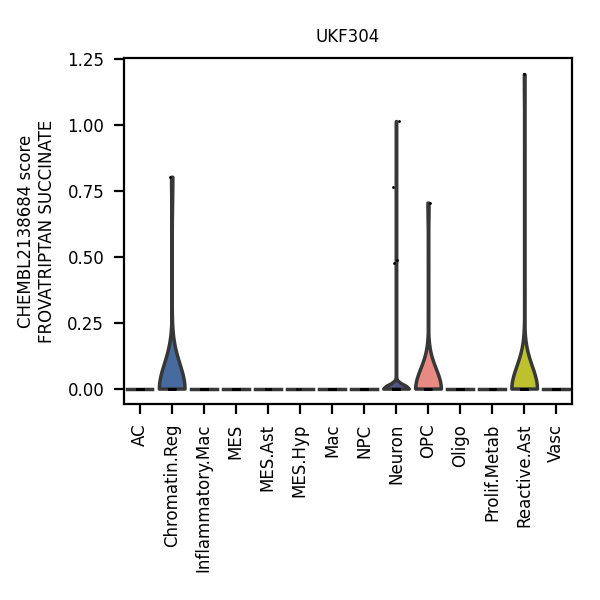 UKF304
CHEMBL2138684 score
FROVATRIPTAN SUCCINATE
1.25
1.00
0.75
0.50
0.25
0.00
AC
Chromatin.Reg
Inflammatory.Mac
MES
MES.Ast
MES.Hyp
Mac
NPC
Neuron
OPC
Oligo
Prolif.Metab
Reactive.Ast
Vasc